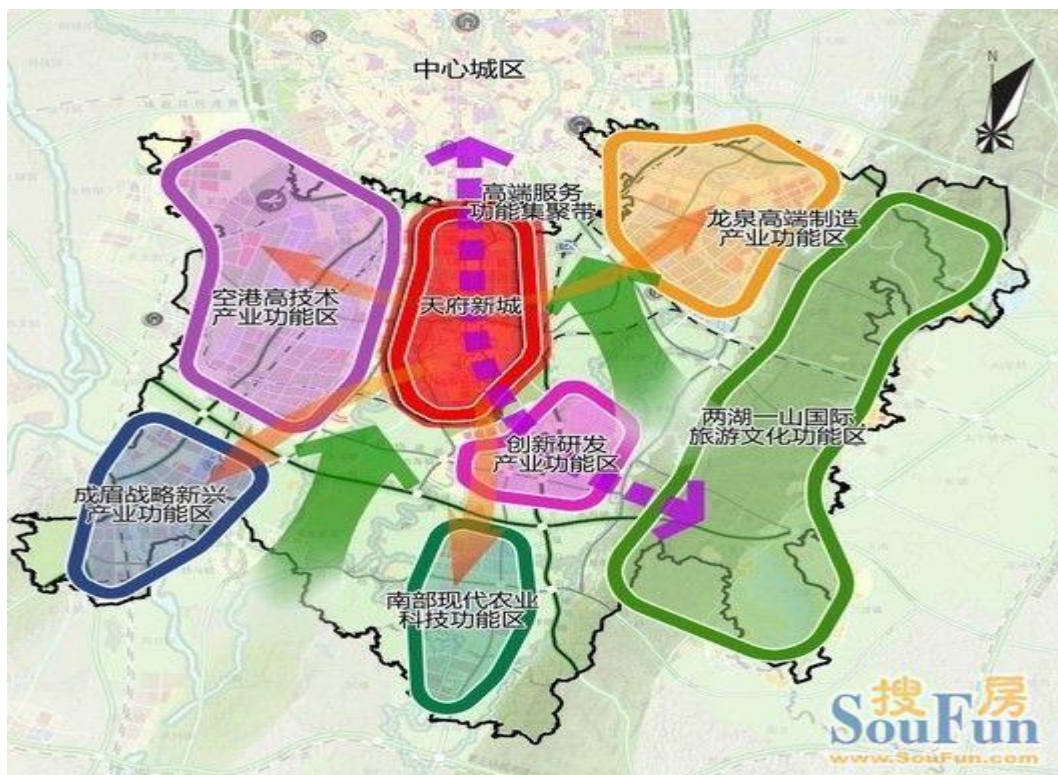 中心城区
N
高端服务
功能集聚带
龙泉高端制造
产业功能区
空港高技术
产业功能区
天府新城
两湖一山国际
旅游文化功能区
创新研发
产业功能区
成眉战略新兴
产业功能区
南部现代农业
科技功能区
搜房
SouFun
www.SouFun.com